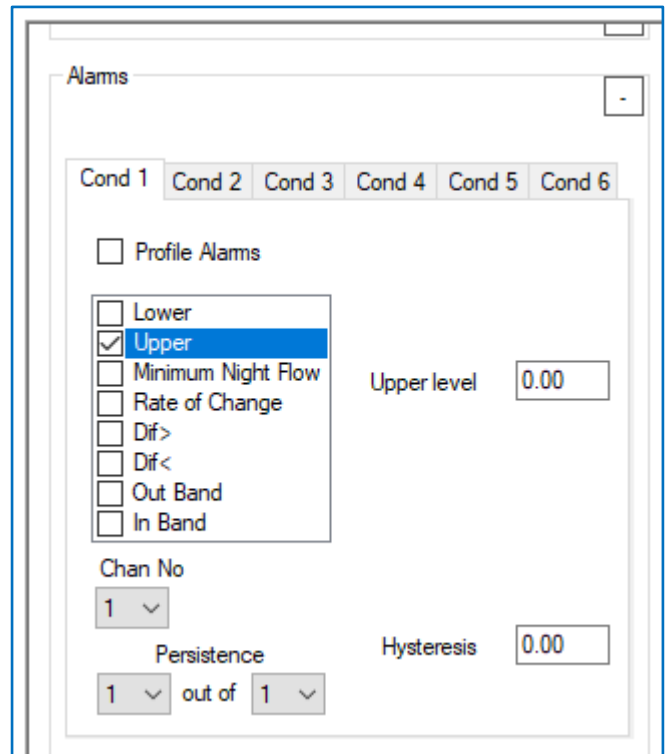 Alarms
-
Cond 1 Cond 2 Cond 3 Cond 4 Cond 5 Cond 6
Profile Alarms
Lower
Upper
Minimum Night Flow
Rate of Change
Dif>
Dif<
Out Band
In Band
Upper level 0.00
Chan No
1
Persistence
1 out of 1
Hysteresis 0.00